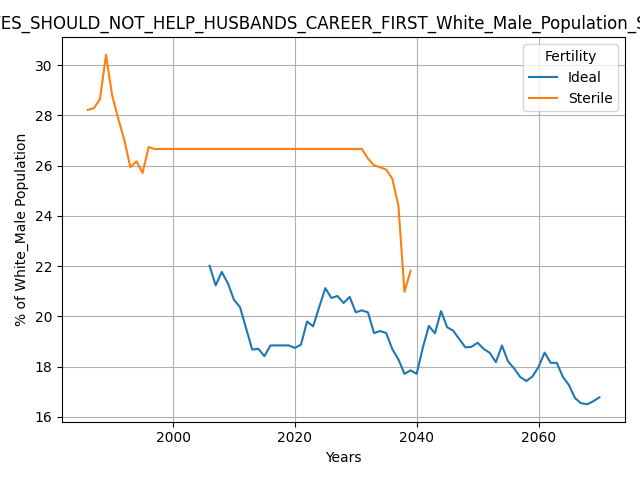 ES_SHOULD_NOT_HELP_HUSBANDS_CAREER_FIRST_White_Male_Population_S
Fertility
Ideal
Sterile
% of White_Male Population
30
28
26
24
22
20
18
16
2000
2020
2040
2060
Years